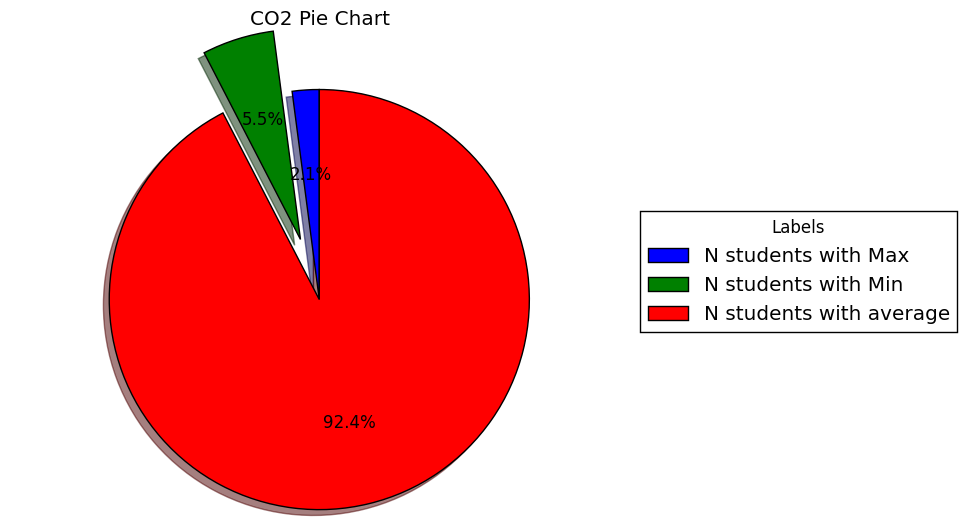 CO2 Pie Chart
5.5%
2.1%
92.4%
Labels
N students with Max
N students with Min
N students with average